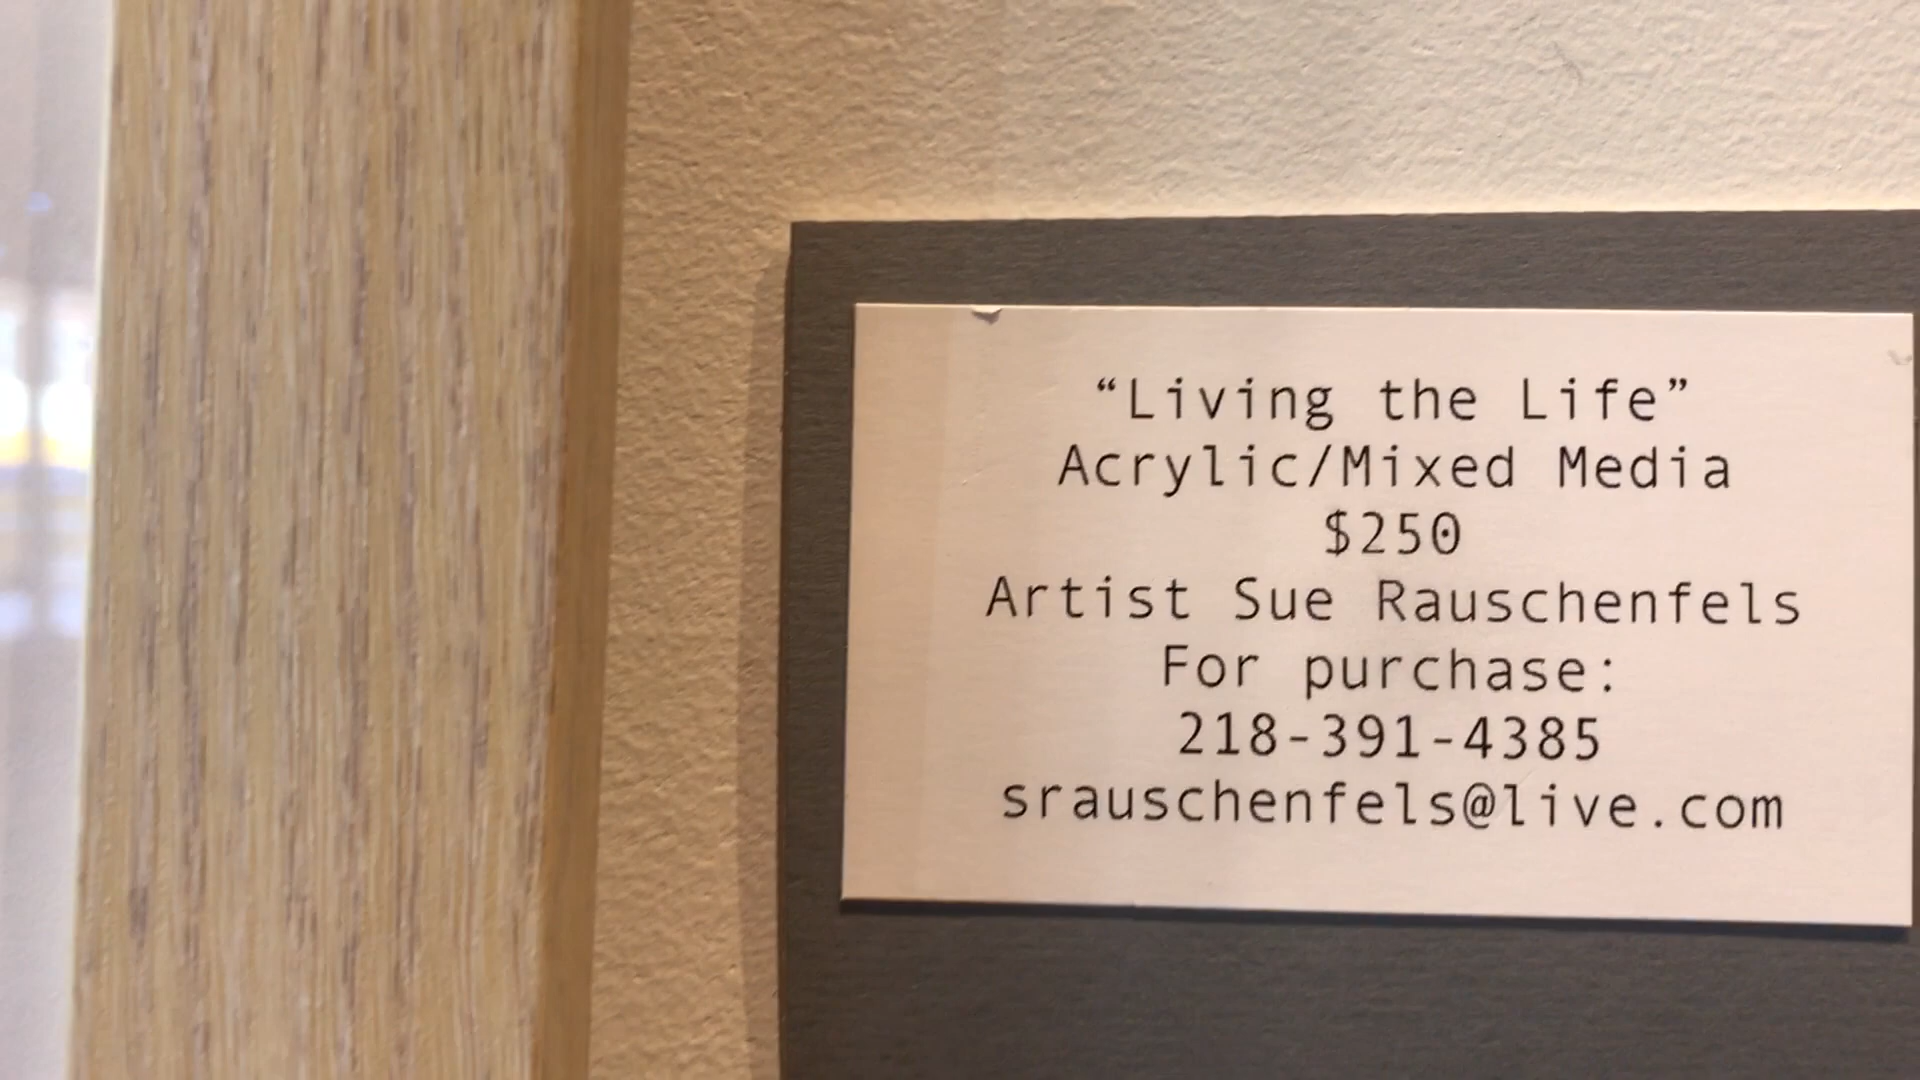 “Living the Life”
Acrylic/Mixed Media
$250
Artist Sue Rauschenfels
For purchase:
218-391-4385
srauschenfels@live.com